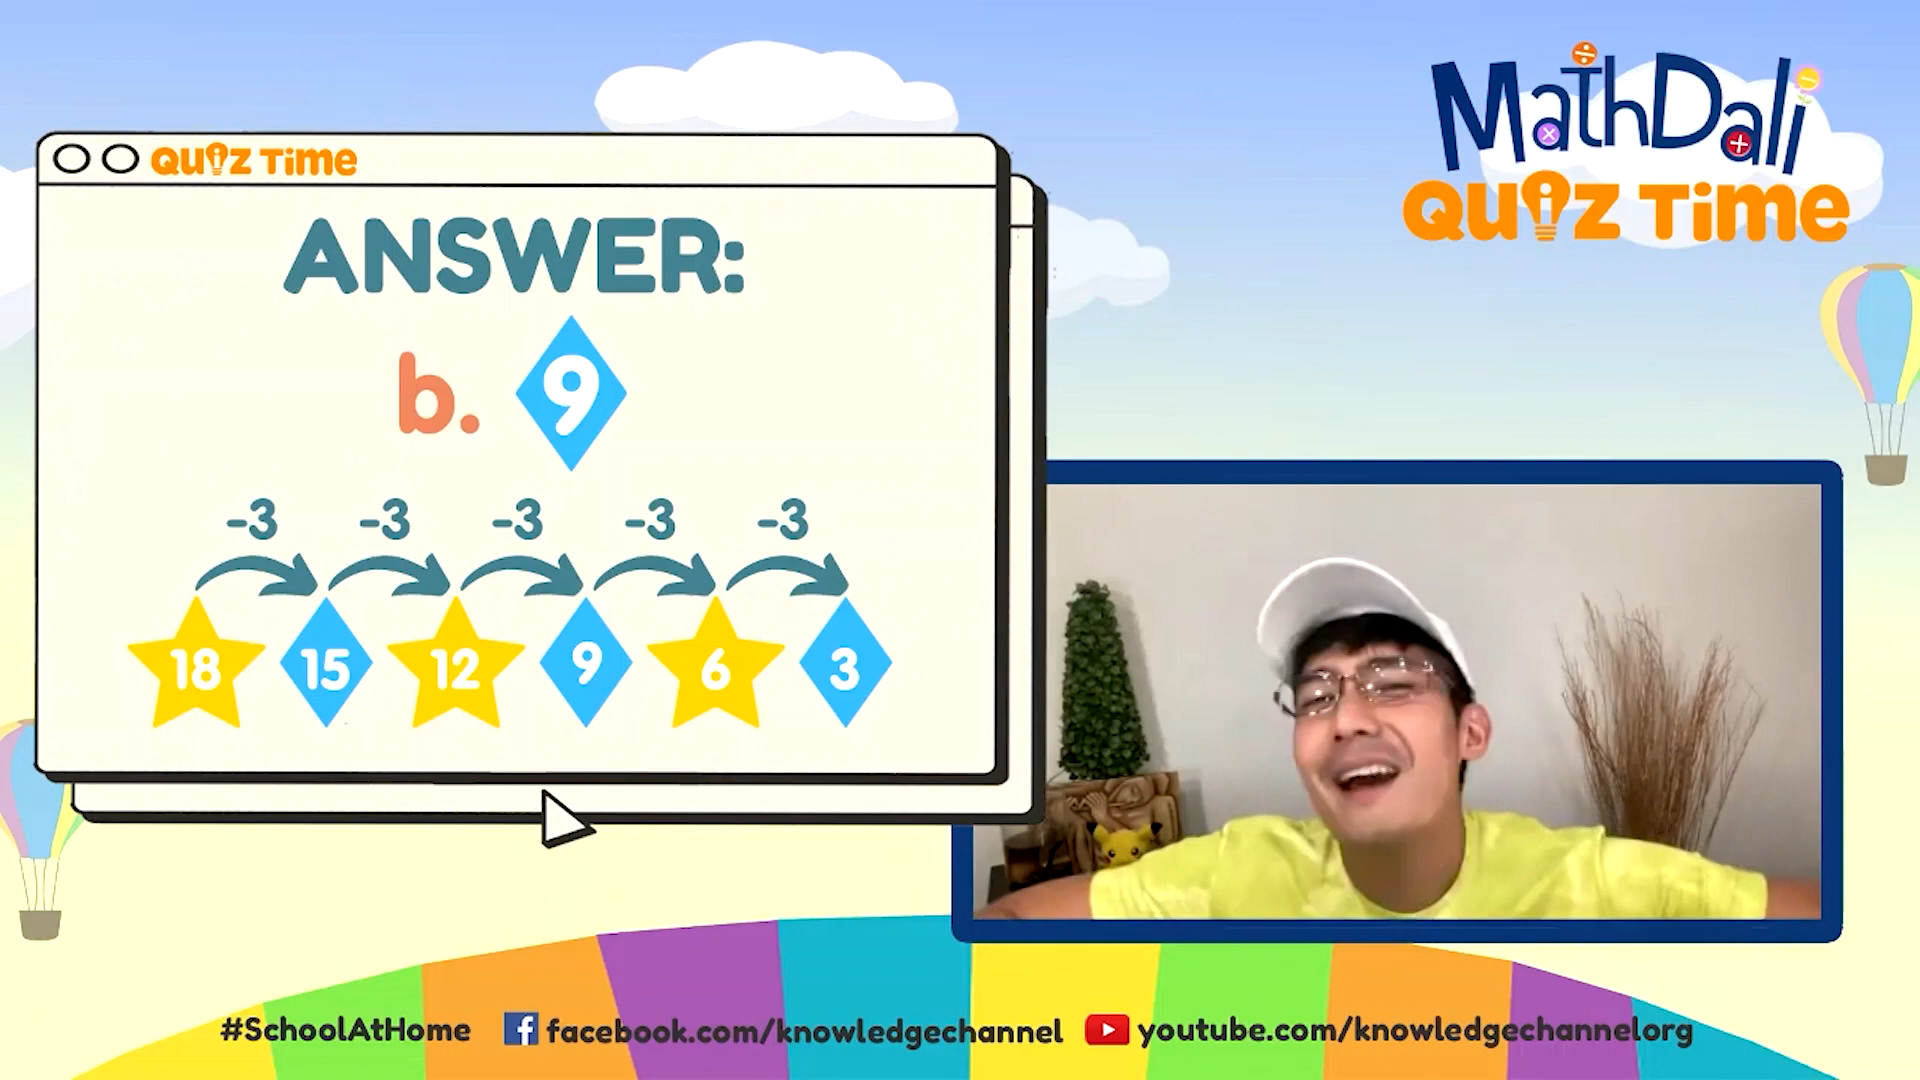 MathDali
QUIZ TIME
QUIZ TIME
ANSWER:
b. 9
-3 -3 -3 -3 -3
18 15 12 9 6 3
#SchoolAtHome facebook.com/knowledgechannel youtube.com/knowledgechannelorg